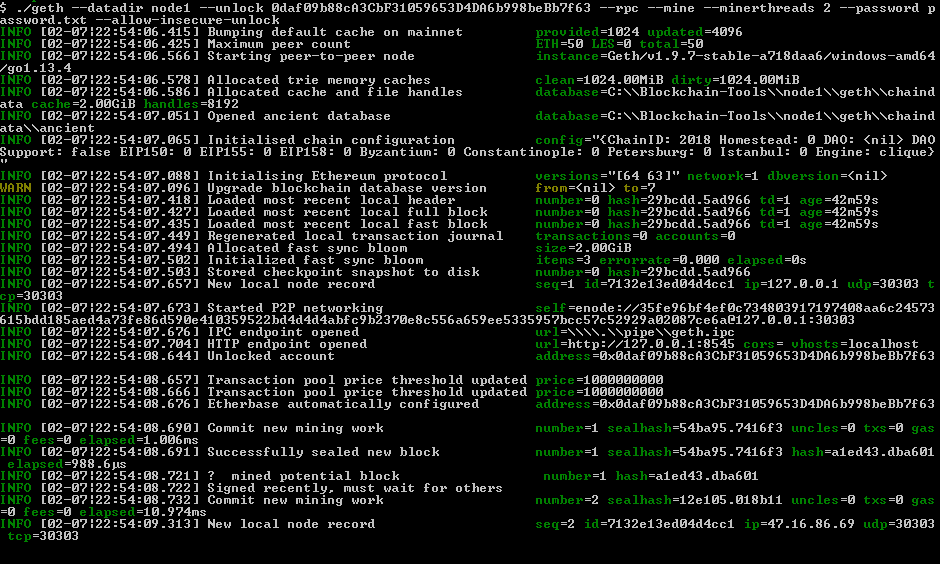 $ ./geth --datadir node1 --unlock 0daf09b88cA3CbF31059653D4DA6b998beBb7f63 --rpc --mine --minerthreads 2 --password p
assword.txt --allow-insecure-unlock
INFO [02-07|22:54:06.415] Bumping default cache on mainnet provided=1024 updated=4096
INFO [02-07|22:54:06.425] Maximum peer count ETH=50 LES=0 total=50
INFO [02-07|22:54:06.566] Starting peer-to-peer node instance=Geth/v1.9.7-stable-a718daa6/windows-amd64
/go1.13.4
INFO [02-07|22:54:06.578] Allocated trie memory caches clean=1024.00MiB dirty=1024.00MiB
INFO [02-07|22:54:06.586] Allocated cache and file handles database=C:\\Blockchain-Tools\\node1\\geth\\chaind
ata cache=2.00GiB handles=8192
INFO [02-07|22:54:07.051] Opened ancient database database=C:\\Blockchain-Tools\\node1\\geth\\chaind
ata\\ancient
INFO [02-07|22:54:07.065] Initialised chain configuration config="{ChainID: 2018 Homestead: 0 DAO: <nil> DAO
Support: false EIP150: 0 EIP155: 0 EIP158: 0 Byzantium: 0 Constantinople: 0 Petersburg: 0 Istanbul: 0 Engine: clique}
"
INFO [02-07|22:54:07.088] Initialising Ethereum protocol versions="[64 63]" network=1 dbversion=<nil>
WARN [02-07|22:54:07.096] Upgrade blockchain database version from=<nil> to=7
INFO [02-07|22:54:07.418] Loaded most recent local header number=0 hash=29bcdd.5ad966 td=1 age=42m59s
INFO [02-07|22:54:07.427] Loaded most recent local full block number=0 hash=29bcdd.5ad966 td=1 age=42m59s
INFO [02-07|22:54:07.435] Loaded most recent local fast block number=0 hash=29bcdd.5ad966 td=1 age=42m59s
INFO [02-07|22:54:07.449] Regenerated local transaction journal transactions=0 accounts=0
INFO [02-07|22:54:07.494] Allocated fast sync bloom size=2.00GiB
INFO [02-07|22:54:07.502] Initialized fast sync bloom items=3 errorrate=0.000 elapsed=0s
INFO [02-07|22:54:07.503] Stored checkpoint snapshot to disk number=0 hash=29bcdd.5ad966
INFO [02-07|22:54:07.657] New local node record seq=1 id=7132e13ed04d4cc1 ip=127.0.0.1 udp=30303 t
cp=30303
INFO [02-07|22:54:07.673] Started P2P networking self=enode://35fe96bf4ef0c734803917197408aa6c24573
615bdd185aed4a73fe86d590e410359522bd4d4d4abfc9b2370e8c556a659ee5335957bcc57c52929a02087ce6a@127.0.0.1:30303
INFO [02-07|22:54:07.676] IPC endpoint opened url=\\\\.\\pipe\\geth.ipc
INFO [02-07|22:54:07.704] HTTP endpoint opened url=http://127.0.0.1:8545 cors= vhosts=localhost
INFO [02-07|22:54:08.644] Unlocked account address=0x0daf09b88cA3CbF31059653D4DA6b998beBb7f63
INFO [02-07|22:54:08.657] Transaction pool price threshold updated price=1000000000
INFO [02-07|22:54:08.666] Transaction pool price threshold updated price=1000000000
INFO [02-07|22:54:08.676] Etherbase automatically configured address=0x0daf09b88cA3CbF31059653D4DA6b998beBb7f63
INFO [02-07|22:54:08.690] Commit new mining work number=1 sealhash=54ba95.7416f3 uncles=0 txs=0 gas
=0 fees=0 elapsed=1.006ms
INFO [02-07|22:54:08.691] Successfully sealed new block number=1 sealhash=54ba95.7416f3 hash=a1ed43.dba601
elapsed=988.6µs
INFO [02-07|22:54:08.721] ? mined potential block number=1 hash=a1ed43.dba601
INFO [02-07|22:54:08.722] Signed recently, must wait for others
INFO [02-07|22:54:08.732] Commit new mining work number=2 sealhash=12e105.018b11 uncles=0 txs=0 gas
=0 fees=0 elapsed=10.974ms
INFO [02-07|22:54:09.313] New local node record seq=2 id=7132e13ed04d4cc1 ip=47.16.86.69 udp=30303
tcp=30303